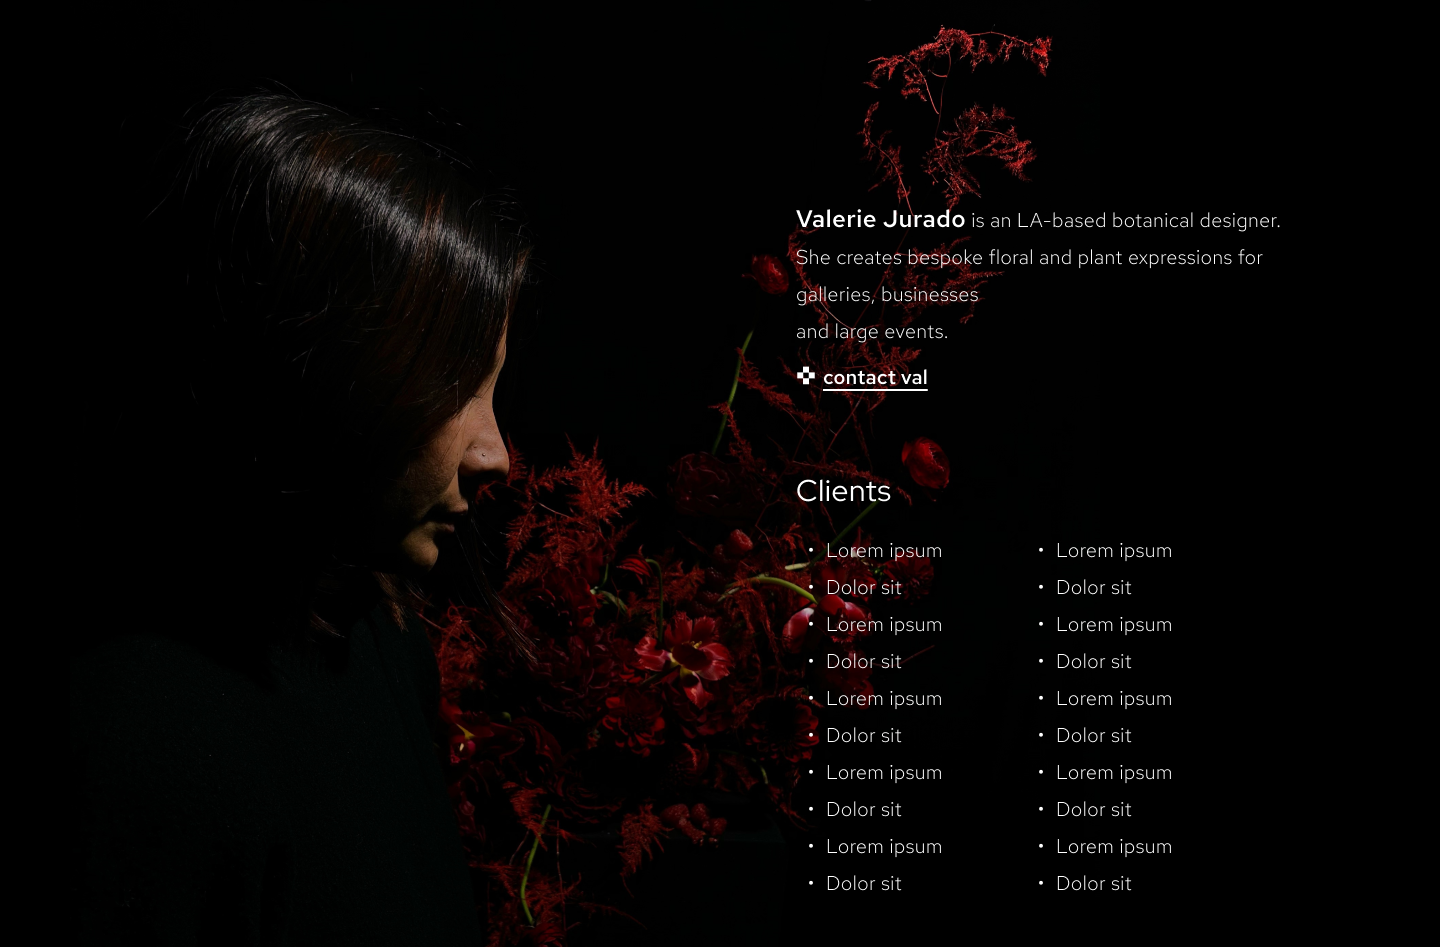 Valerie Jurado is an LA-based botanical designer.
She creates bespoke floral and plant expressions for
galleries, businesses
and large events.
contact val
Clients
• Lorem ipsum
• Dolor sit
• Lorem ipsum
• Dolor sit
• Lorem ipsum
• Dolor sit
• Lorem ipsum
• Dolor sit
• Lorem ipsum
• Dolor sit
• Lorem ipsum
• Dolor sit
• Lorem ipsum
• Dolor sit
• Lorem ipsum
• Dolor sit
• Lorem ipsum
• Dolor sit
• Lorem ipsum
• Dolor sit